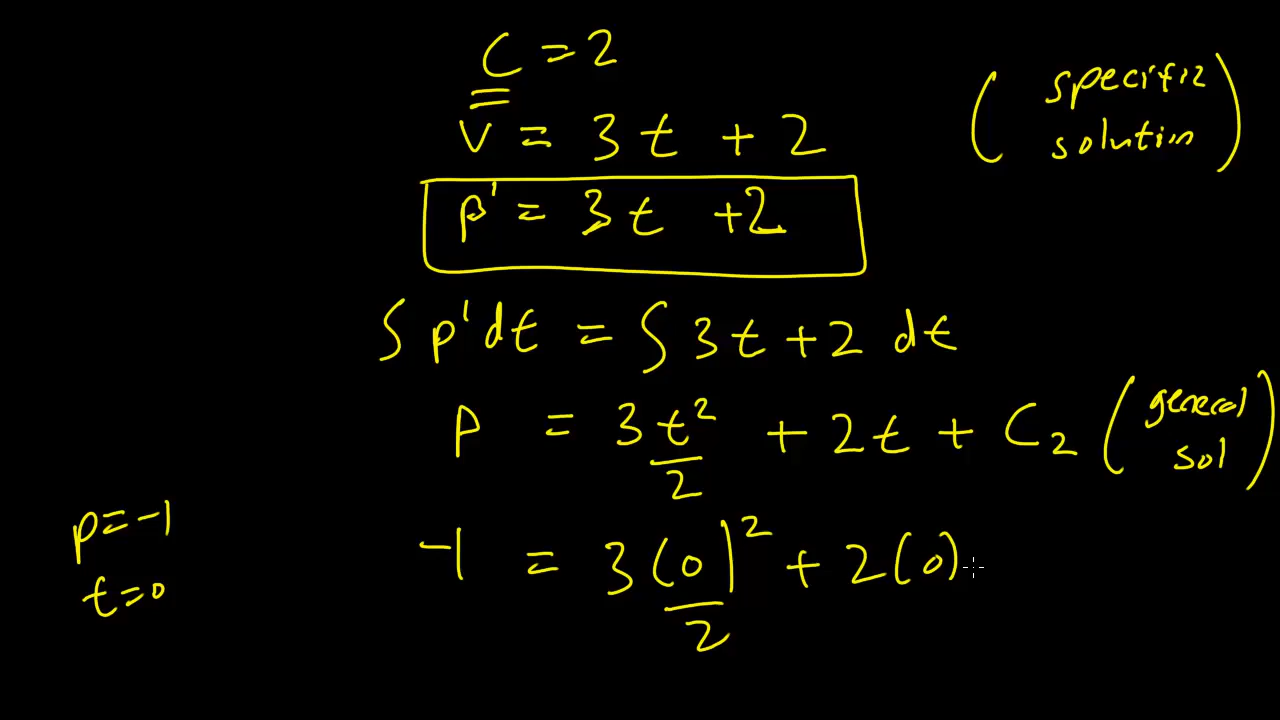 C = 2
(specific
solution)
v = 3t + 2
p' = 3t +2
∫ p' dt = ∫ 3t + 2 dt
p = 3t²/2 + 2t + C₂ (general
sol)
p = -1
-1 = 3(0)²/2 + 2(0)
t = 0